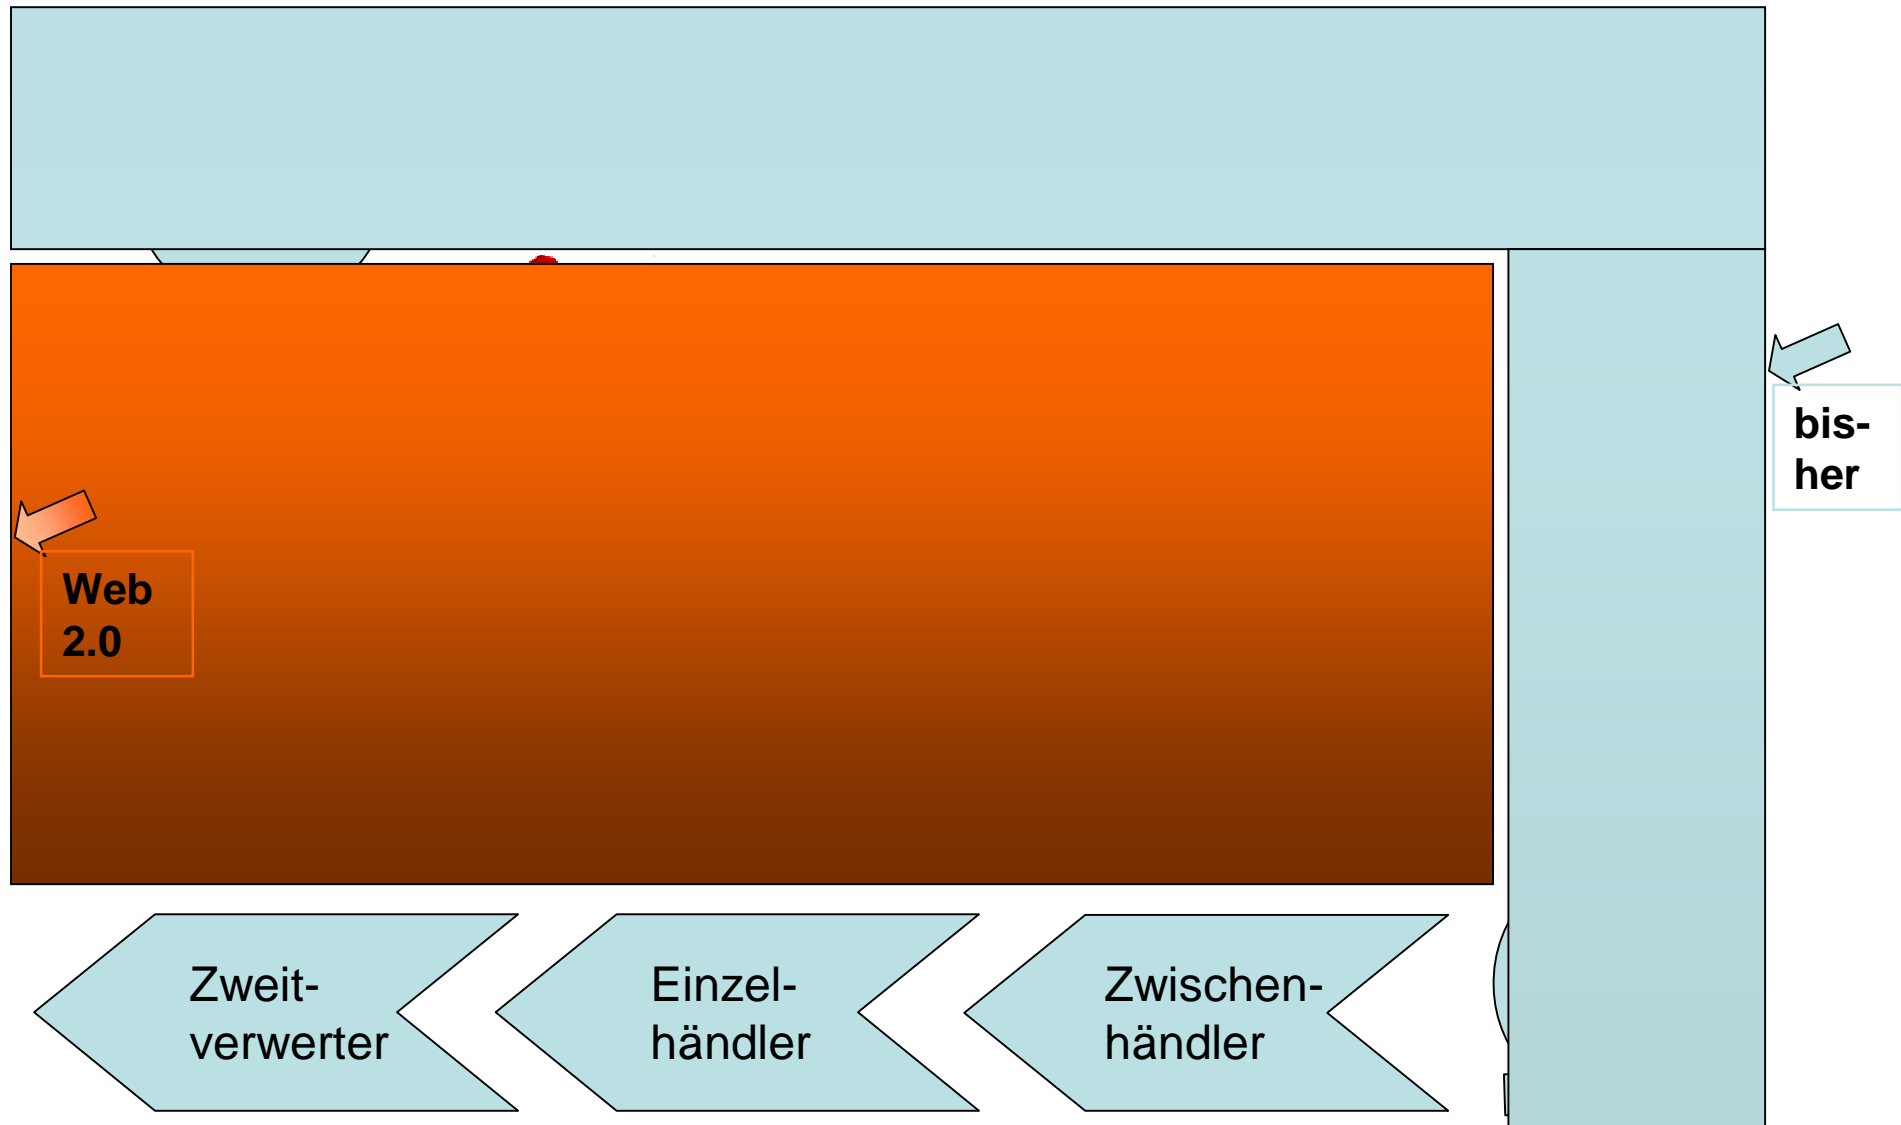 bis-
her
Web
2.0
Zweit-
verwerter
Einzel-
händler
Zwischen-
händler